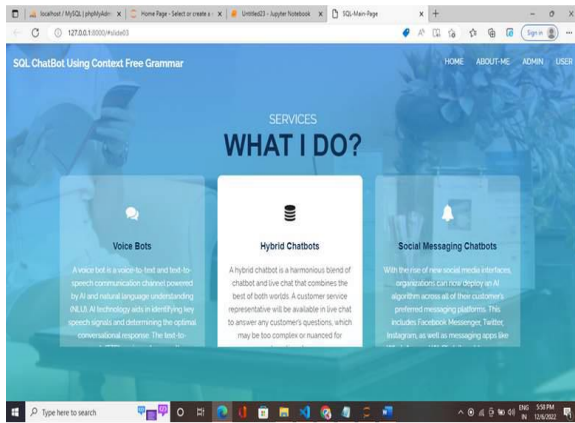 localhost / MySQL | phpMyAdm
Home Page - Select or create a
Untitled23 - Jupyter Notebook
SQL-Main-Page
127.0.0.1:8000/#slide03
Sign in
SQL ChatBot Using Context Free Grammar
HOME ABOUT-ME ADMIN USER
SERVICES
WHAT I DO?
Voice Bots
A voice bot is a voice-to-text and text-to-
speech communication channel powered
by AI and natural language understanding
(NLU). AI technology aids in identifying key
speech signals and determining the optimal
conversational response. The text-to-
Hybrid Chatbots
A hybrid chatbot is a harmonious blend of
chatbot and live chat that combines the
best of both worlds. A customer service
representative will be available in live chat
to answer any customer's questions, which
may be too complex or nuanced for
Social Messaging Chatbots
With the rise of new social media interfaces,
organizations can now deploy an AI
algorithm across all of their customer's
preferred messaging platforms. This
includes Facebook Messenger, Twitter,
Instagram, as well as messaging apps like
Type here to search
ENG 5:58 PM
IN 12/6/2022